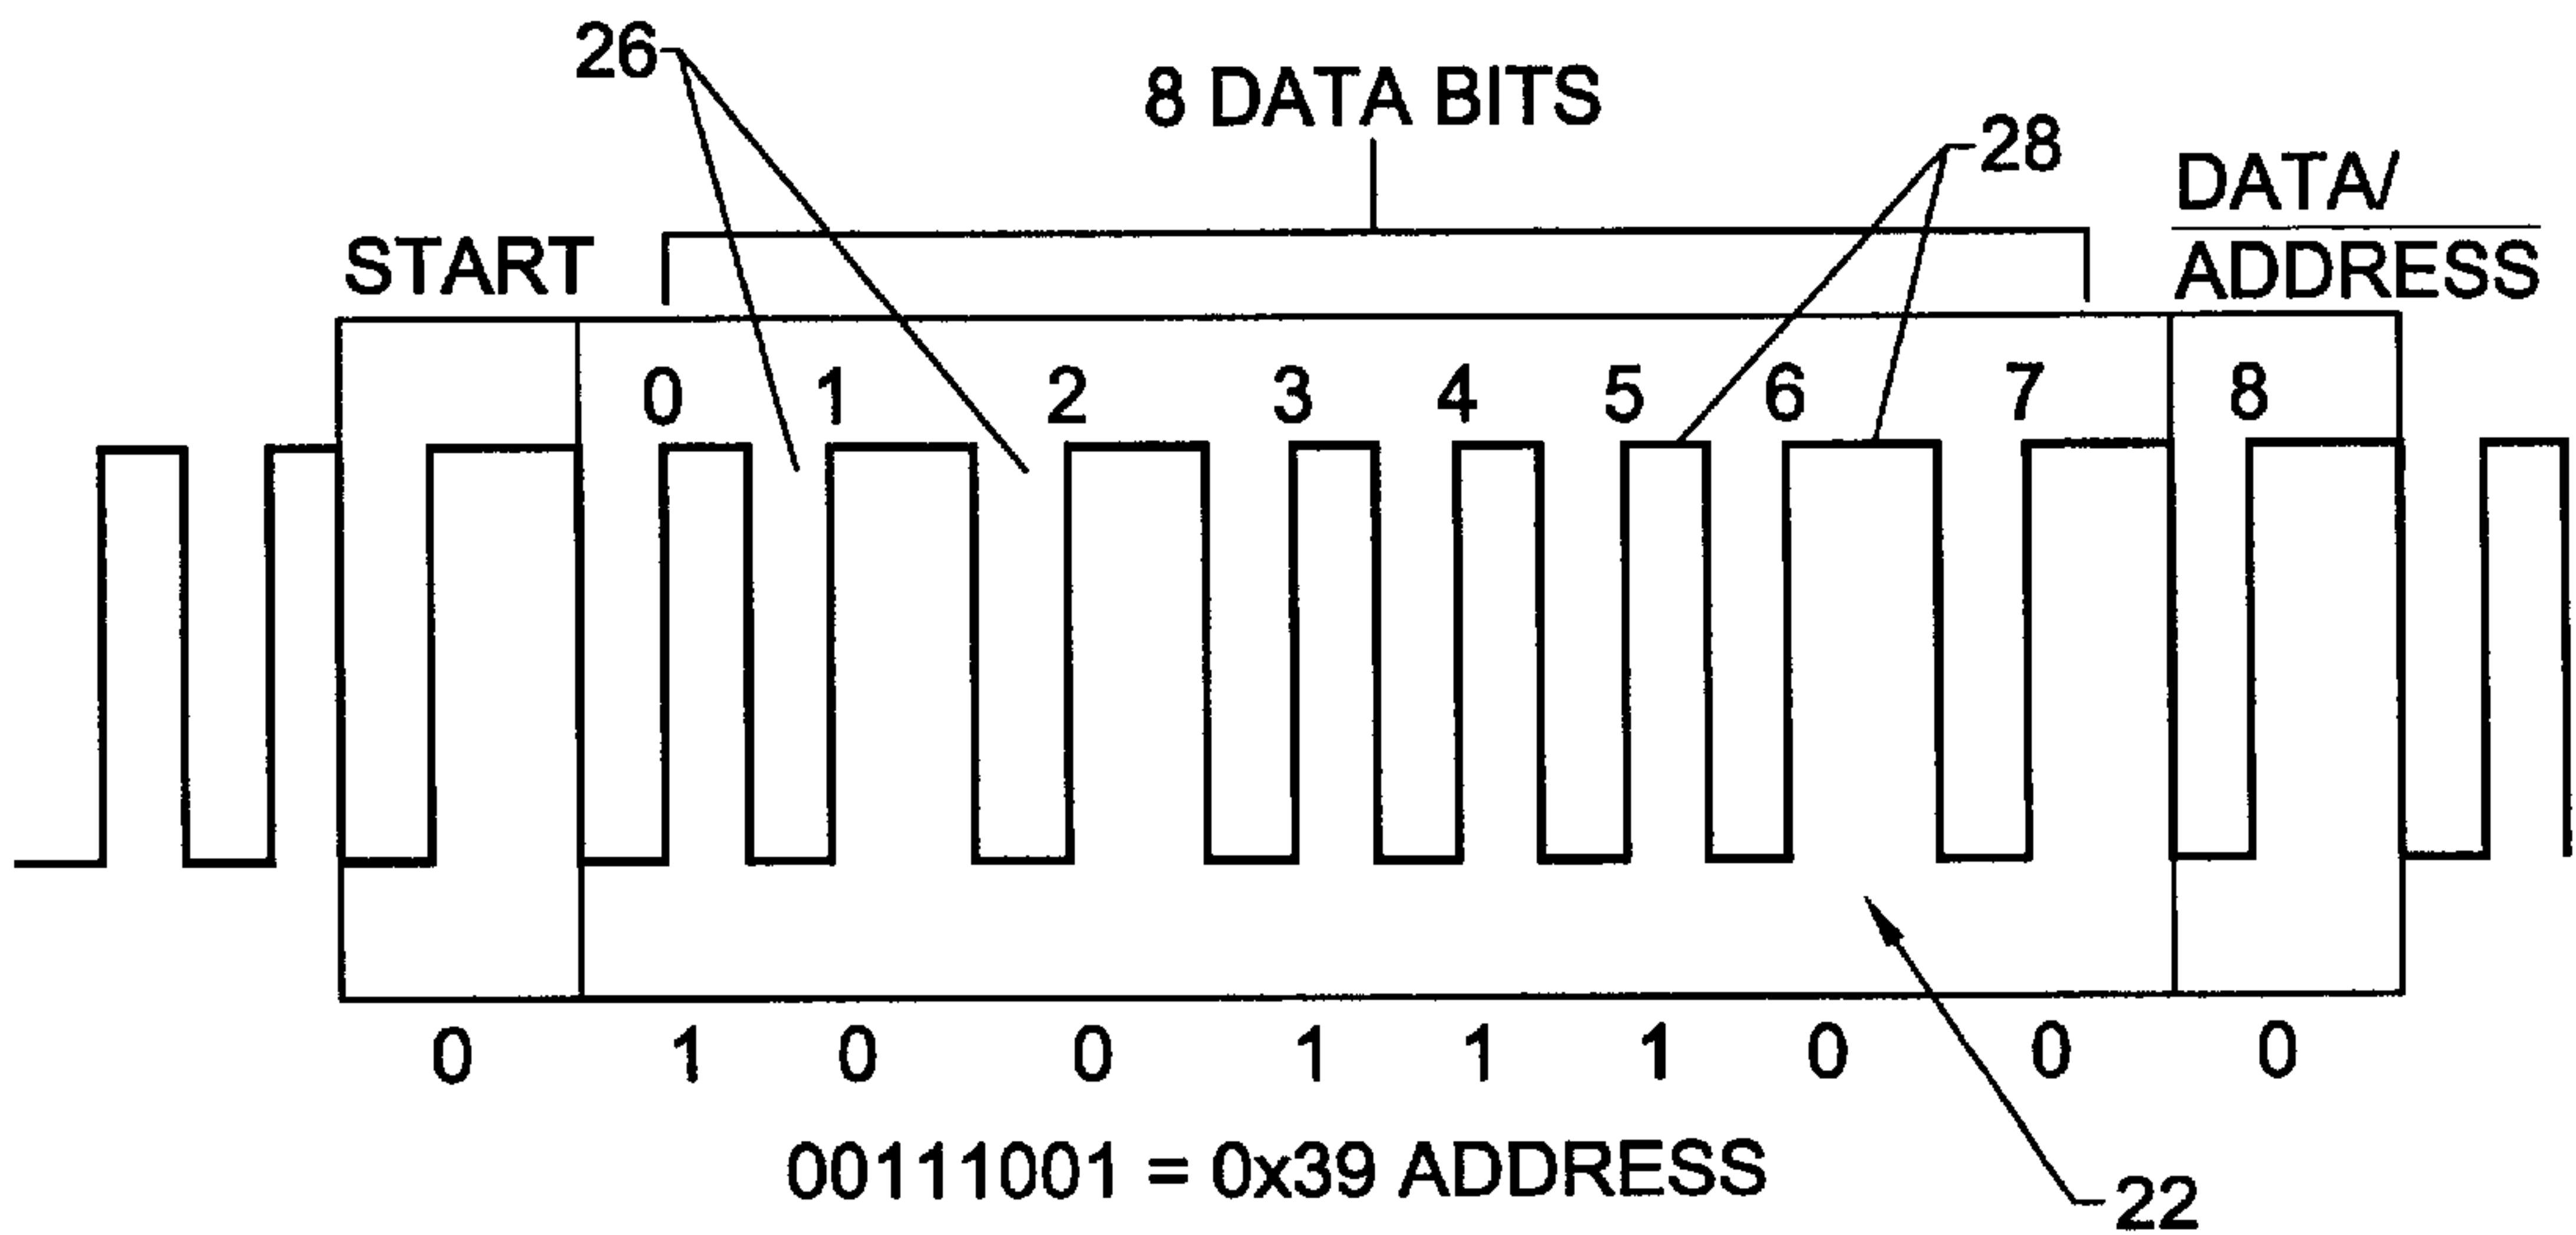 26
8 DATA BITS
28
DATA/
START
ADDRESS
0 1 2 3 4 5 6 7 8
0 1 0 0 1 1 1 0 0 0
00111001 = 0x39 ADDRESS
22